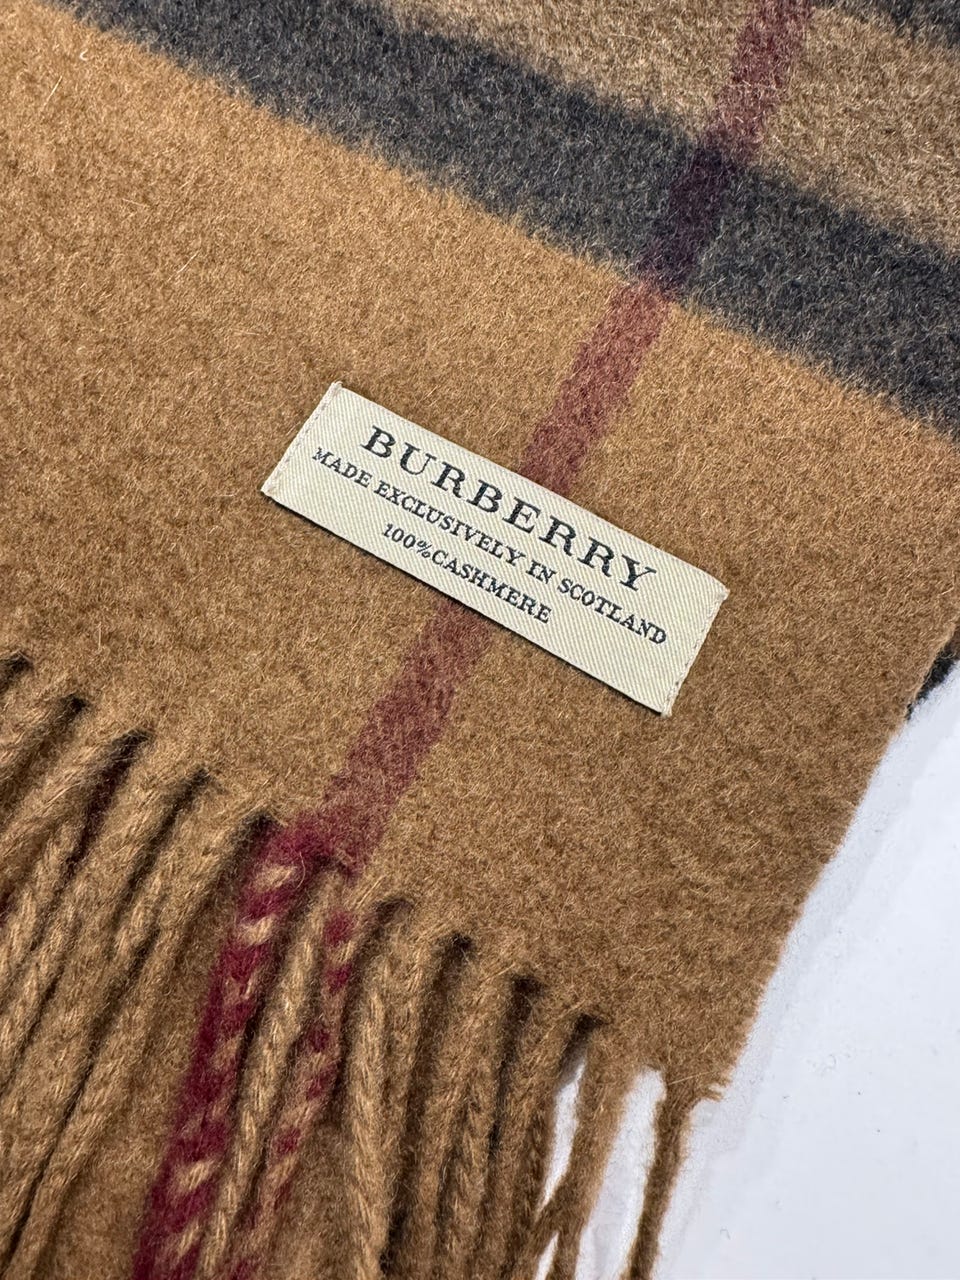 BURBERRY
MADE EXCLUSIVELY IN SCOTLAND
100%CASHMERE